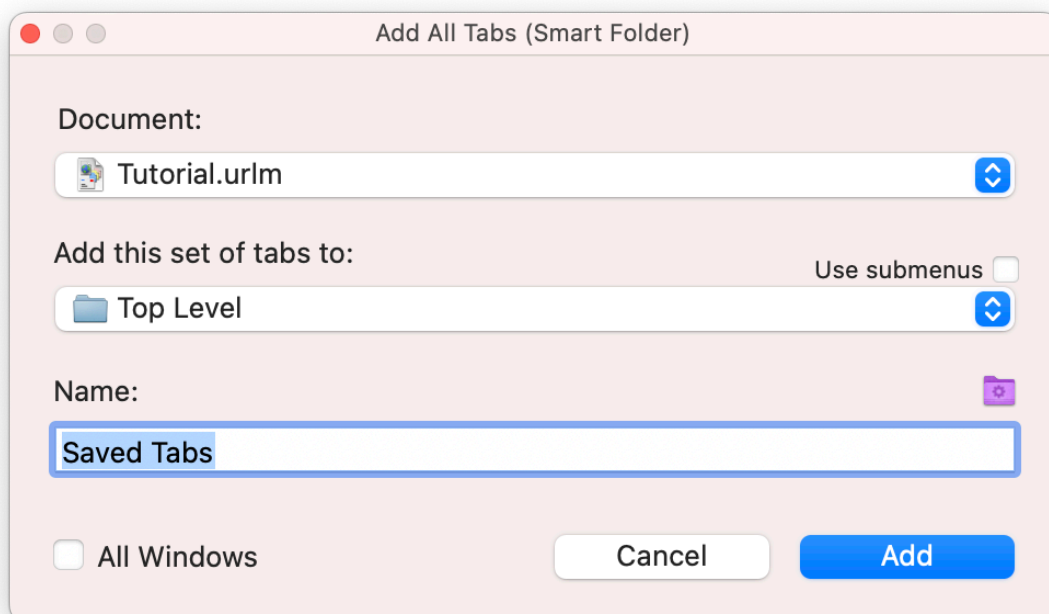 Add All Tabs (Smart Folder)
Document:
Tutorial.urlm
Add this set of tabs to:
Use submenus
Top Level
Name:
Saved Tabs
All Windows
Cancel
Add